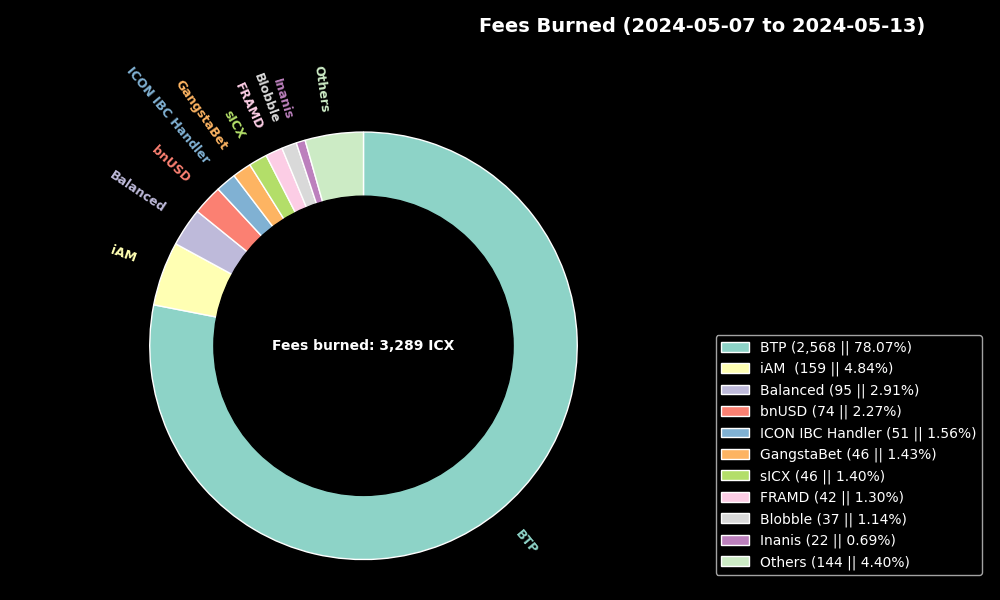 Fees Burned (2024-05-07 to 2024-05-13)
ICON IBC Handler
GangstaBet
sICX
FRAMD
Blobble
Inanis
Others
bnUSD
Balanced
iAM
Fees burned: 3,289 ICX
BTP
BTP (2,568 || 78.07%)
iAM  (159 || 4.84%)
Balanced (95 || 2.91%)
bnUSD (74 || 2.27%)
ICON IBC Handler (51 || 1.56%)
GangstaBet (46 || 1.43%)
sICX (46 || 1.40%)
FRAMD (42 || 1.30%)
Blobble (37 || 1.14%)
Inanis (22 || 0.69%)
Others (144 || 4.40%)